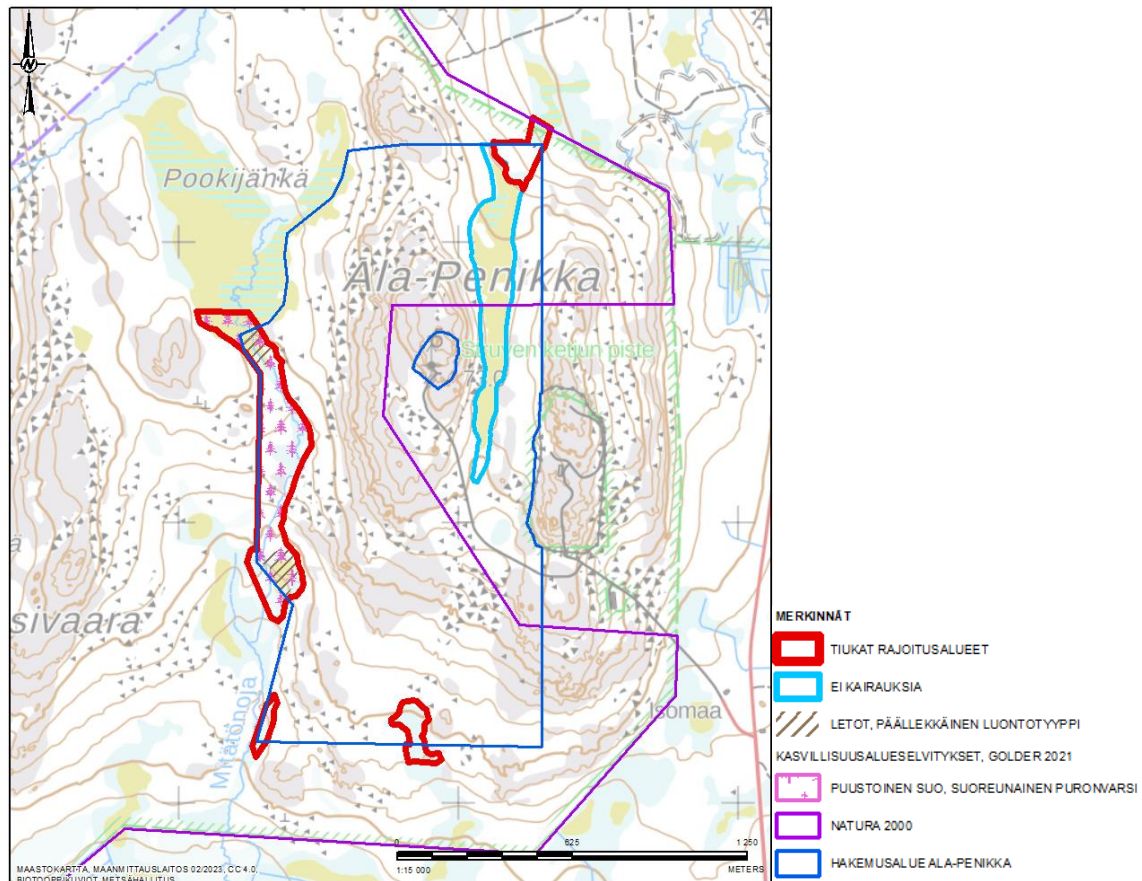 N
Pookijänkä
Ala-Penikka
Struven ketjun piste
sivaara
Isomaa
Mitätönoja
0 625 1 250
1:15 000 METERS
MAASTOKARTTA, MAANMITTAUSLAITOS 02/2023, CC 4.0,
BIOTOOPPIKUVIOT, METSÄHALLITUS
MERKINNÄT
TIUKAT RAJOITUSALUEET
EI KAIRAUKSIA
LETOT, PÄÄLLEKKÄINEN LUONTOTYYPPI
KASVILLISUUSALUESELVITYKSET, GOLDER 2021
PUUSTOINEN SUO, SUOREUNAINEN PURONVARSI
NATURA 2000
HAKEMUSALUE ALA-PENIKKA